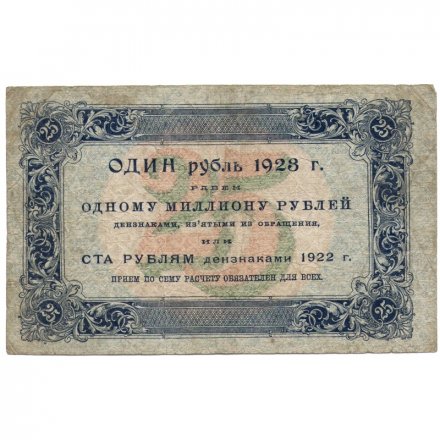 25 25
ОДИН рубль 1923 г.
РАВЕН
ОДНОМУ МИЛЛИОНУ РУБЛЕЙ
ДЕНЗНАКАМИ, ИЗ'ЯТЫМИ ИЗ ОБРАЩЕНИЯ,
ИЛИ
СТА РУБЛЯМ дензнаками 1922 г.
ПРИЕМ ПО СЕМУ РАСЧЕТУ ОБЯЗАТЕЛЕН ДЛЯ ВСЕХ.
25 25